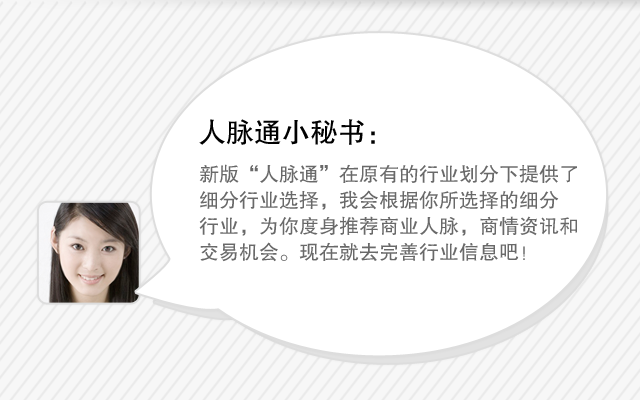 人脉通小秘书：
新版“人脉通”在原有的行业划分下提供了
细分行业选择，我会根据你所选择的细分
行业，为你度身推荐商业人脉，商情资讯和
交易机会。现在就去完善行业信息吧！